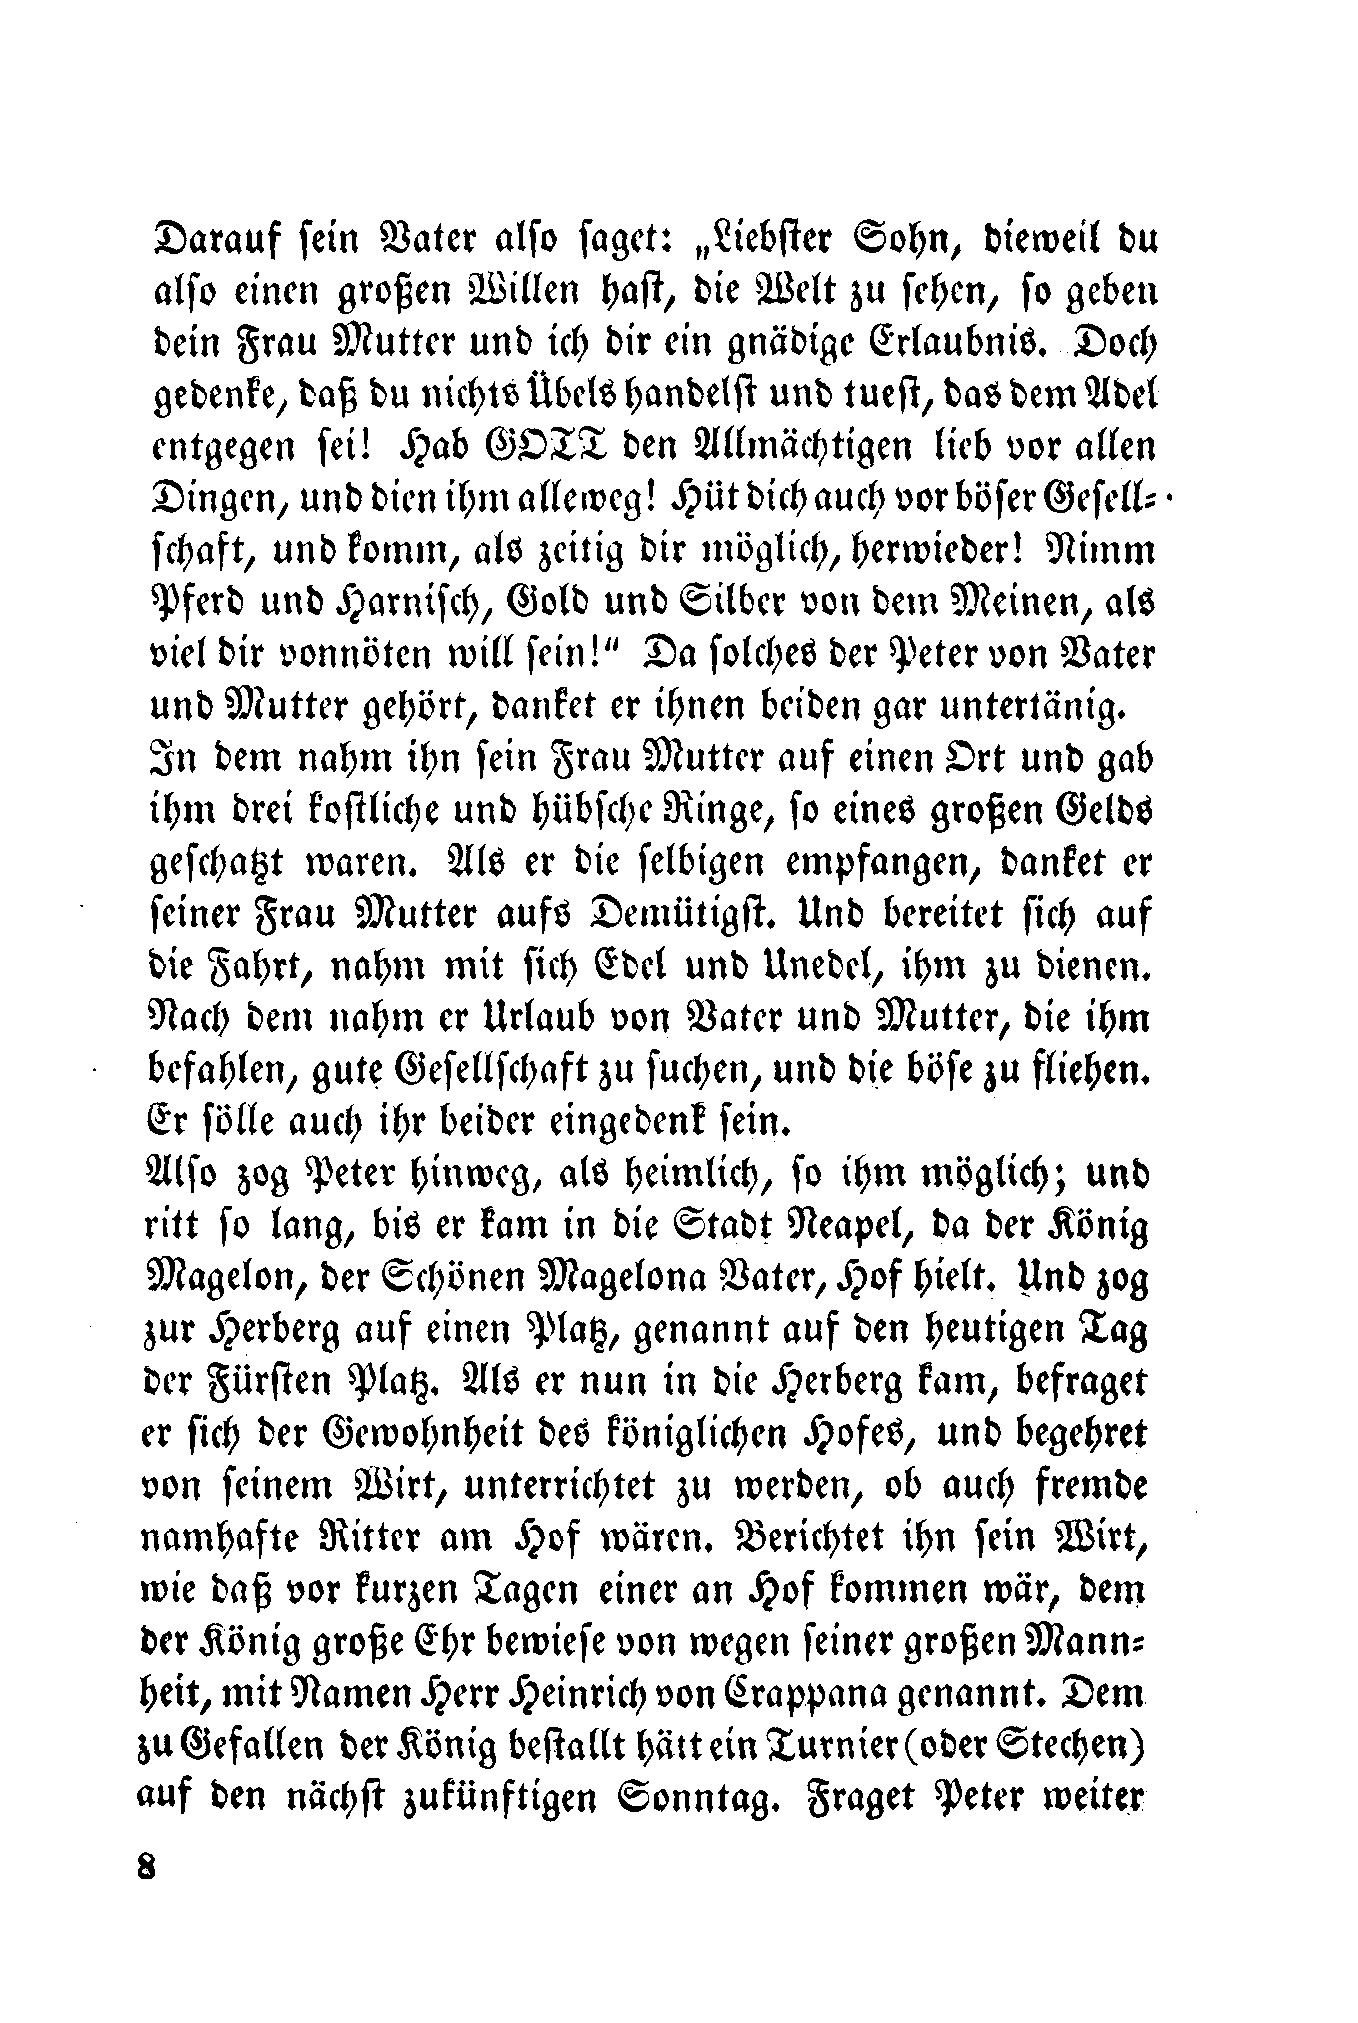 Darauf sein Vater also saget: „Liebster Sohn, dieweil du
also einen großen Willen hast, die Welt zu sehen, so geben
dein Frau Mutter und ich dir ein gnädige Erlaubnis. Doch
gedenke, daß du nichts Übels handelst und tuest, das dem Adel
entgegen sei! Hab GOTT den Allmächtigen lieb vor allen
Dingen, und dien ihm alleweg! Hüt dich auch vor böser Gesell-
schaft, und komm, als zeitig dir möglich, herwieder! Nimm
Pferd und Harnisch, Gold und Silber von dem Meinen, als
viel dir vonnöten will sein!“ Da solches der Peter von Vater
und Mutter gehört, danket er ihnen beiden gar untertänig.
In dem nahm ihn sein Frau Mutter auf einen Ort und gab
ihm drei kostliche und hübsche Ringe, so eines großen Gelds
geschatzt waren. Als er die selbigen empfangen, danket er
seiner Frau Mutter aufs Demütigst. Und bereitet sich auf
die Fahrt, nahm mit sich Edel und Unedel, ihm zu dienen.
Nach dem nahm er Urlaub von Vater und Mutter, die ihm
befahlen, gute Gesellschaft zu suchen, und die böse zu fliehen.
Er sölle auch ihr beider eingedenk sein.
Also zog Peter hinweg, als heimlich, so ihm möglich; und
ritt so lang, bis er kam in die Stadt Neapel, da der König
Magelon, der Schönen Magelona Vater, Hof hielt. Und zog
zur Herberg auf einen Platz, genannt auf den heutigen Tag
der Fürsten Platz. Als er nun in die Herberg kam, befraget
er sich der Gewohnheit des königlichen Hofes, und begehret
von seinem Wirt, unterrichtet zu werden, ob auch fremde
namhafte Ritter am Hof wären. Berichtet ihn sein Wirt,
wie daß vor kurzen Tagen einer an Hof kommen wär, dem
der König große Ehr bewiese von wegen seiner großen Mann-
heit, mit Namen Herr Heinrich von Crappana genannt. Dem
zu Gefallen der König bestallt hätt ein Turnier (oder Stechen)
auf den nächst zukünftigen Sonntag. Fraget Peter weiter
8